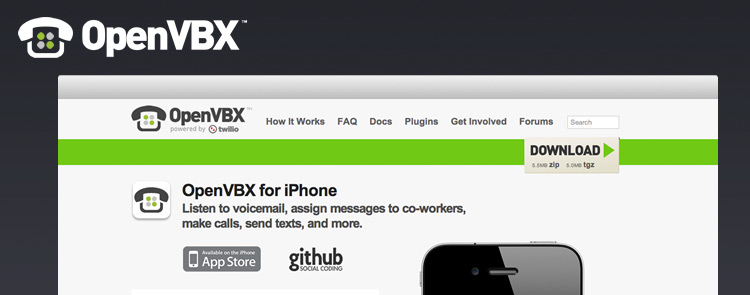 OpenVBX™
OpenVBX™
powered by twilio
How It Works FAQ Docs Plugins Get Involved Forums Search
DOWNLOAD
5.5MB zip 5.0MB tgz
OpenVBX for iPhone
Listen to voicemail, assign messages to co-workers,
make calls, send texts, and more.
Available on the iPhone
App Store
github
SOCIAL CODING